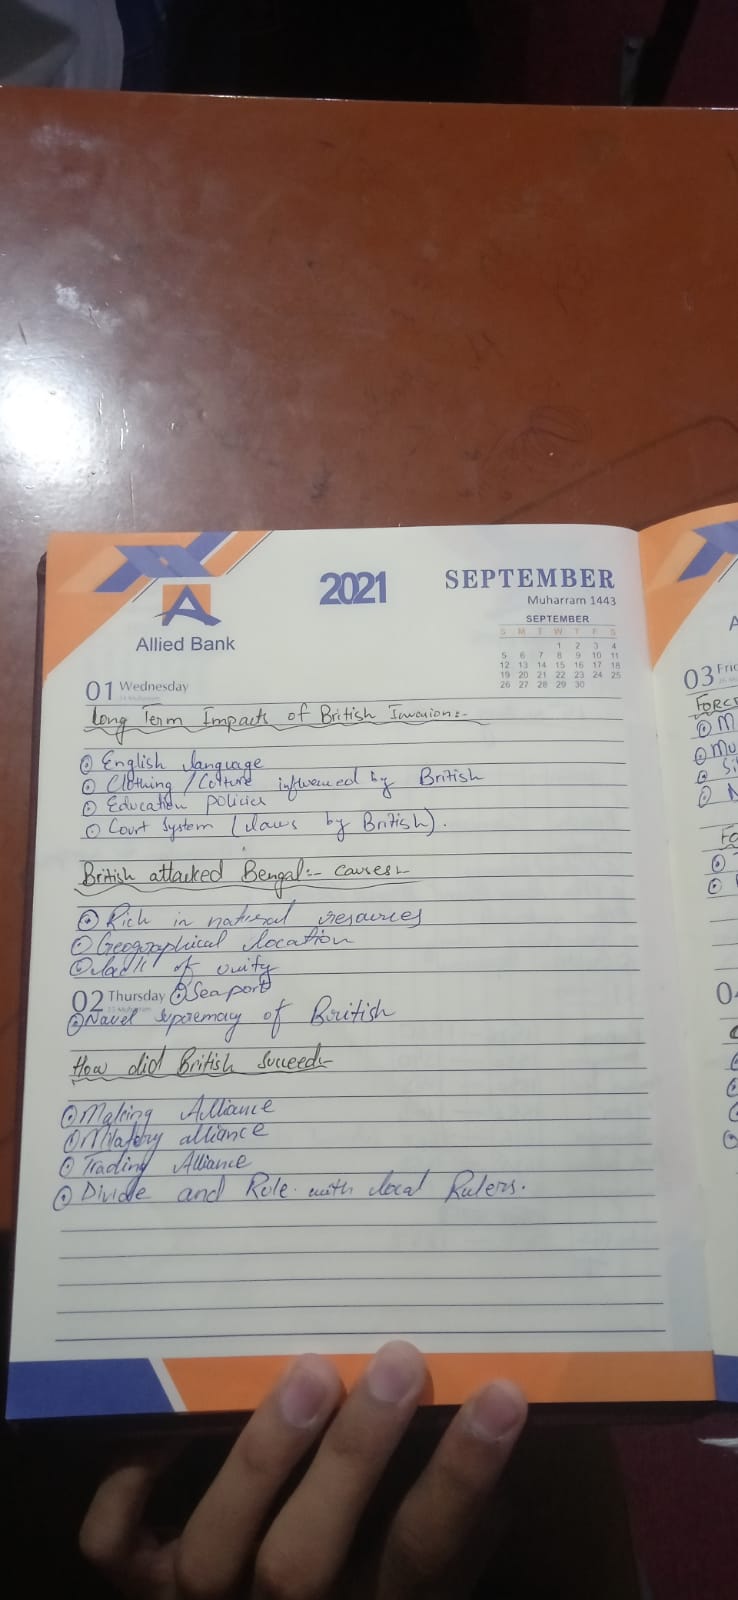 2021
SEPTEMBER
Muharram 1443
Allied Bank
SEPTEMBER
S M T W T F S
1 2 3 4
5 6 7 8 9 10 11
12 13 14 15 16 17 18
19 20 21 22 23 24 25
26 27 28 29 30
01 Wednesday
Long Term Impacts of British Invasion:-
English language
Clothing / Culture influenced by British
Education policies
Court System (laws by British).
British attacked Bengal:- Causes:-
Rich in natural resources
Geographical location
lack of unity
02 Thursday Seaport
Navel supremacy of British
How did British Succeed:-
Making Alliance
Military alliance
Trading Alliance
Divide and Rule with local Rulers.
03 Fri
FORCE
M
Mu
Si